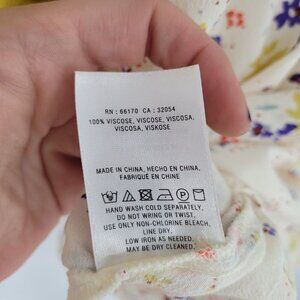 RN : 66170 CA : 32054
100% VISCOSE, VISCOSE, VISCOSA,
VISCOSA, VISKOSE
MADE IN CHINA, HECHO EN CHINA,
FABRIQUÉ EN CHINE
HAND WASH COLD SEPARATELY,
DO NOT WRING OR TWIST,
USE ONLY NON-CHLORINE BLEACH,
LINE DRY.
LOW IRON AS NEEDED.
MAY BE DRY CLEANED.